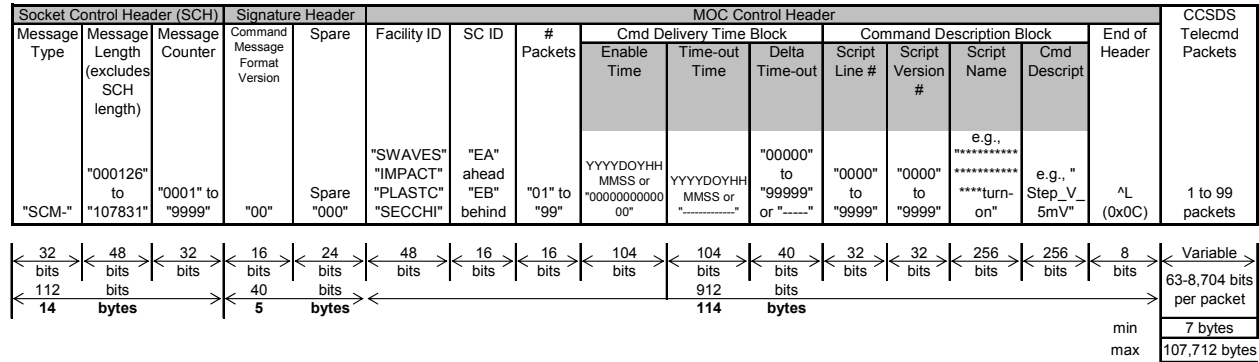 Socket Control Header (SCH) Signature Header MOC Control Header CCSDS
Message Type
Message Length (excludes SCH length)
Message Counter
Command Message Format Version
Spare
Facility ID
SC ID
# Packets
Cmd Delivery Time Block
Enable Time
Time-out Time
Delta Time-out
Command Description Block
Script Line #
Script Version #
Script Name
Cmd Descript
End of Header
Telecmd Packets
"SCM-"
"000126" to "107831"
"0001" to "9999"
"00"
Spare "000"
"SWAVES" "IMPACT" "PLASTC" "SECCHI"
"EA" ahead "EB" behind
"01" to "99"
YYYYDOYHH MMSS or "00000000000 00"
YYYYDOYHH MMSS or "-------------"
"00000" to "99999" or "-----"
"0000" to "9999"
"0000" to "9999"
e.g., "********** *********** ****turn-on"
e.g., " Step_V_ 5mV"
^L (0x0C)
1 to 99 packets
32 48 32 16 24 48 16 16 104 104 40 32 32 256 256 8 Variable
bits bits bits bits bits bits bits bits bits bits bits bits bits bits bits bits
112 bits 40 bits 912 bits 63-8,704 bits per packet
14 bytes 5 bytes 114 bytes
min 7 bytes
max 107,712 bytes